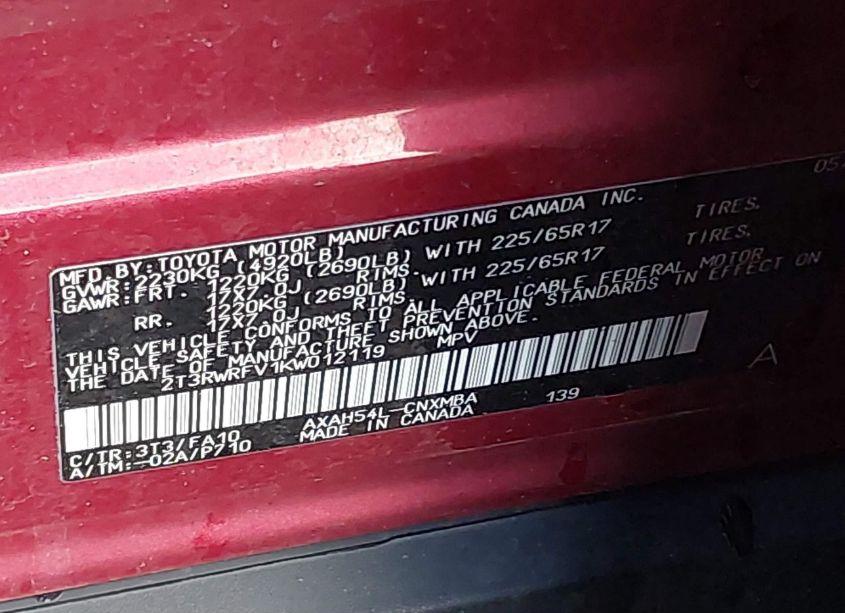 05
MFD BY: TOYOTA MOTOR MANUFACTURING CANADA INC.
GVWR: 2230KG (4920LB)
GAWR: FRT. 1220KG (2690LB) WITH 225/65R17 TIRES.
17X7.0J RIMS.
RR. 1220KG (2690LB) WITH 225/65R17 TIRES.
17X7.0J RIMS.
THIS VEHICLE CONFORMS TO ALL APPLICABLE FEDERAL MOTOR
VEHICLE SAFETY AND THEFT PREVENTION STANDARDS IN EFFECT ON
THE DATE OF MANUFACTURE SHOWN ABOVE.
2T3RWRFV1KW012119 MPV
A
C/TR: 3T3/FA10 AXAH54L-CNXMBA 139
A/TM: -02A/P710 MADE IN CANADA